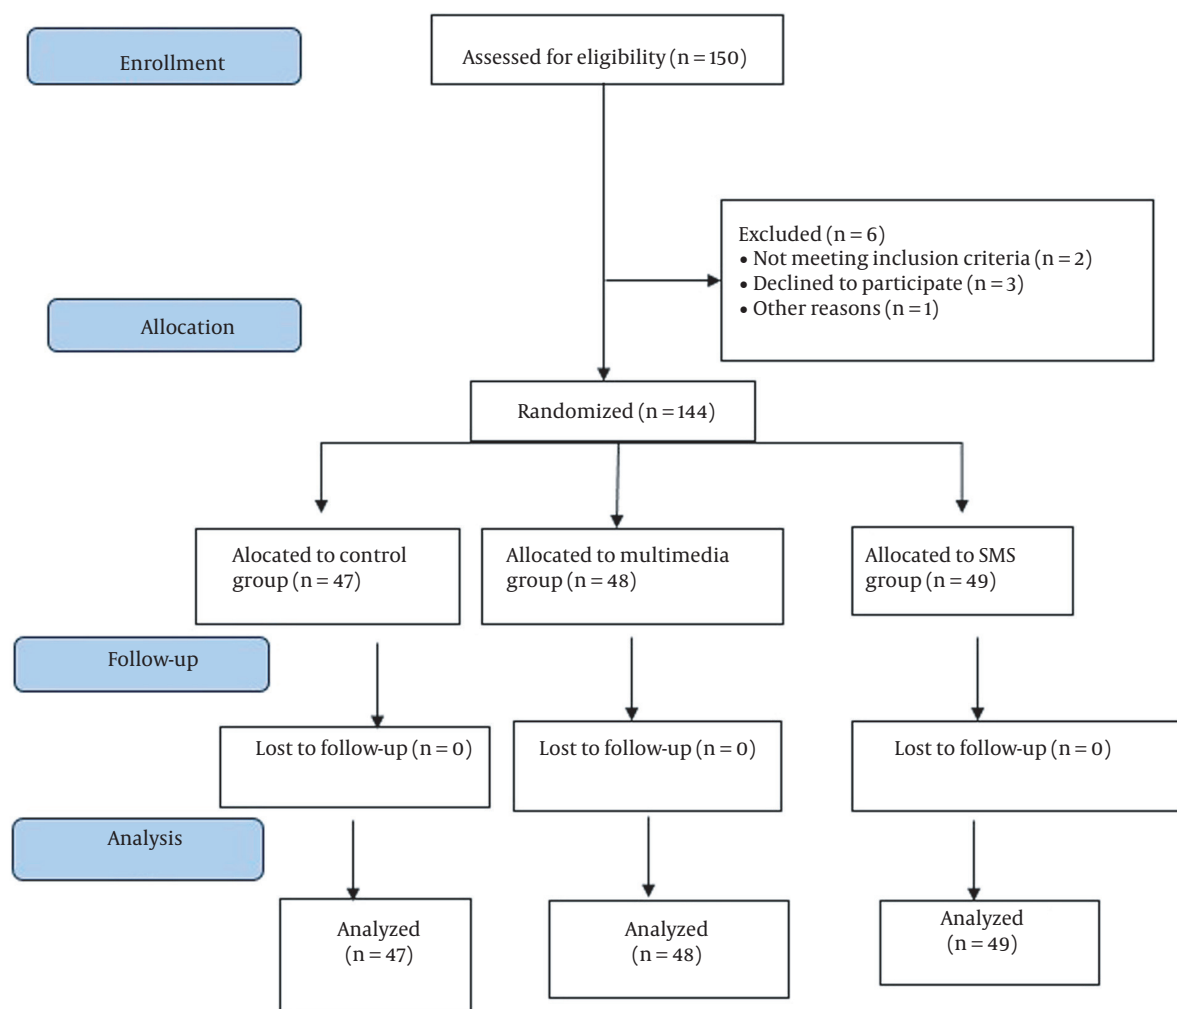 Enrollment
Assessed for eligibility (n = 150)
Excluded (n = 6)
• Not meeting inclusion criteria (n = 2)
• Declined to participate (n = 3)
• Other reasons (n = 1)
Allocation
Randomized (n = 144)
Alocated to control
group (n = 47)
Allocated to multimedia
group (n = 48)
Allocated to SMS
group (n = 49)
Follow-up
Lost to follow-up (n = 0)
Lost to follow-up (n = 0)
Lost to follow-up (n = 0)
Analysis
Analyzed
(n = 47)
Analyzed
(n = 48)
Analyzed
(n = 49)